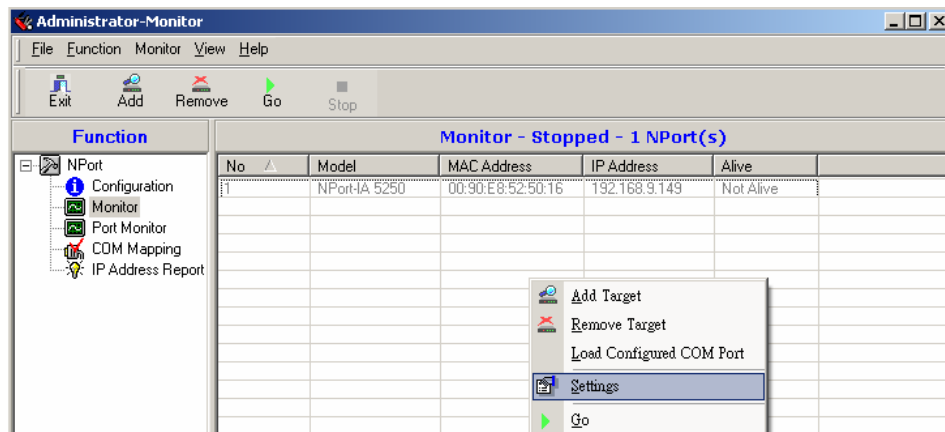 Administrator-Monitor
File Function Monitor View Help
Exit Add Remove Go Stop
Function
Monitor - Stopped - 1 NPort(s)
NPort
Configuration
Monitor
Port Monitor
COM Mapping
IP Address Report
No Model MAC Address IP Address Alive
1 NPort-IA 5250 00:90:E8:52:50:16 192.168.9.149 Not Alive
Add Target
Remove Target
Load Configured COM Port
Settings
Go